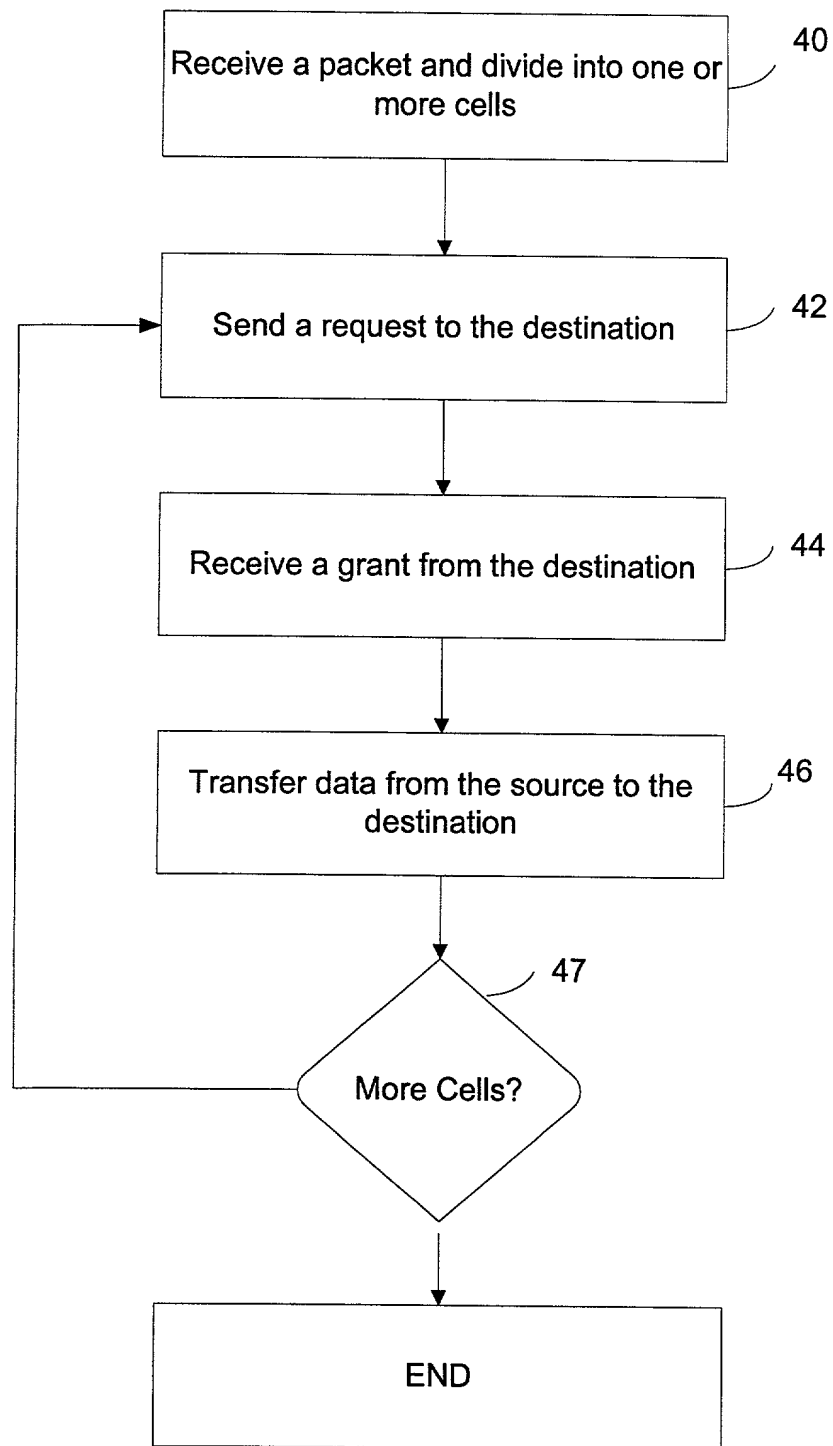 Receive a packet and divide into one or
more cells
40
Send a request to the destination
42
Receive a grant from the destination
44
Transfer data from the source to the
destination
46
47
More Cells?
END